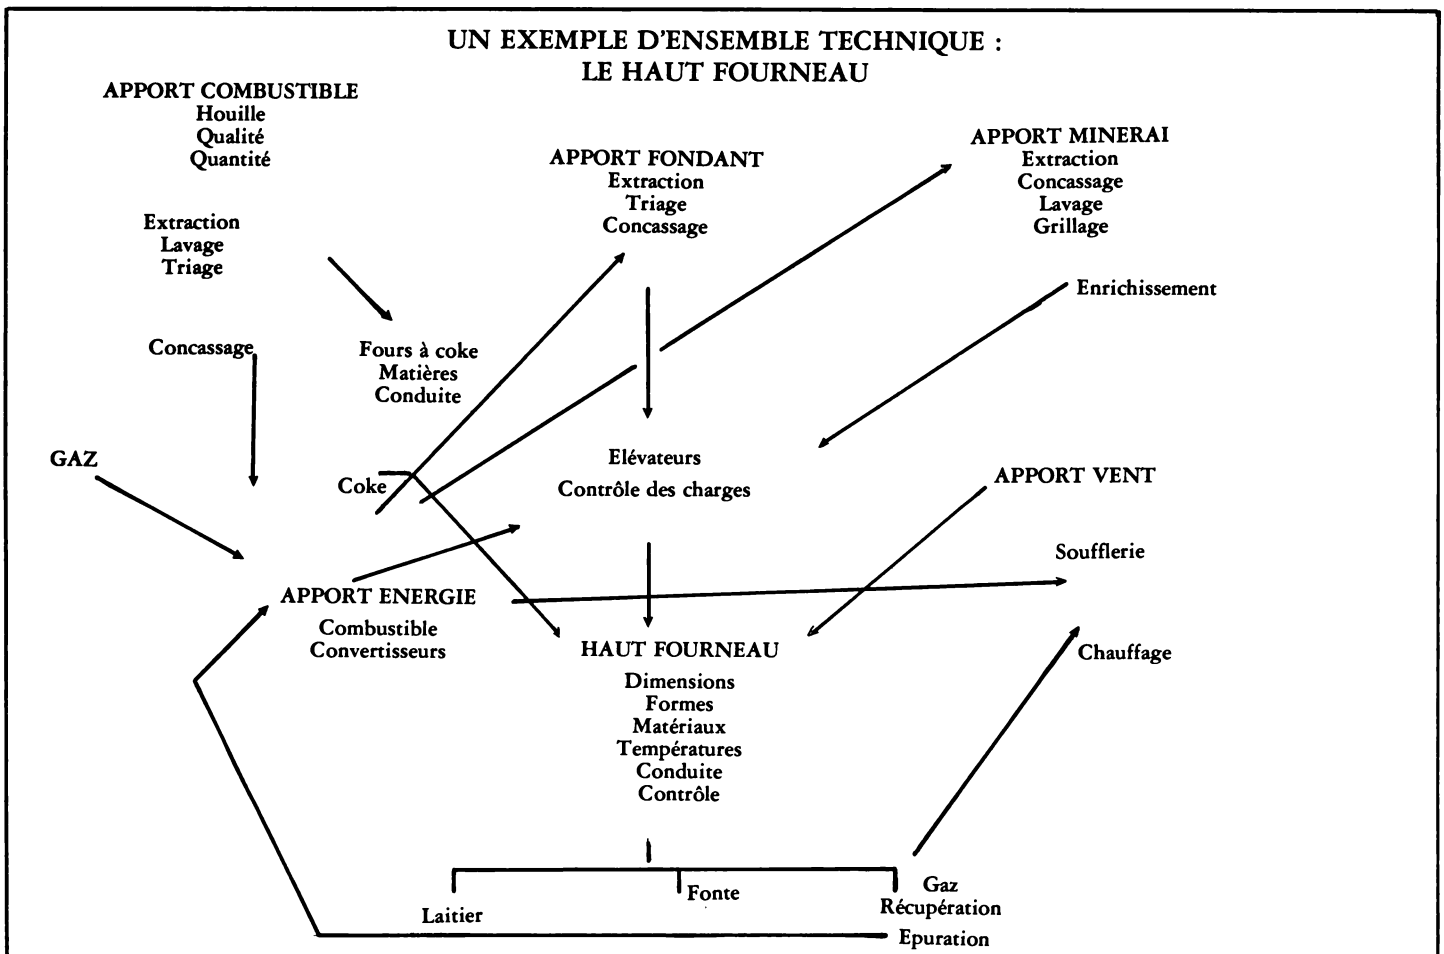 UN EXEMPLE D'ENSEMBLE TECHNIQUE :
LE HAUT FOURNEAU
APPORT COMBUSTIBLE
Houille
Qualité
Quantité
Extraction
Lavage
Triage
Concassage
Fours à coke
Matières
Conduite
APPORT FONDANT
Extraction
Triage
Concassage
APPORT MINERAI
Extraction
Concassage
Lavage
Grillage
Enrichissement
GAZ
Coke
Elévateurs
Contrôle des charges
APPORT VENT
Soufflerie
Chauffage
APPORT ENERGIE
Combustible
Convertisseurs
HAUT FOURNEAU
Dimensions
Formes
Matériaux
Températures
Conduite
Contrôle
Laitier
Fonte
Gaz
Récupération
Epuration